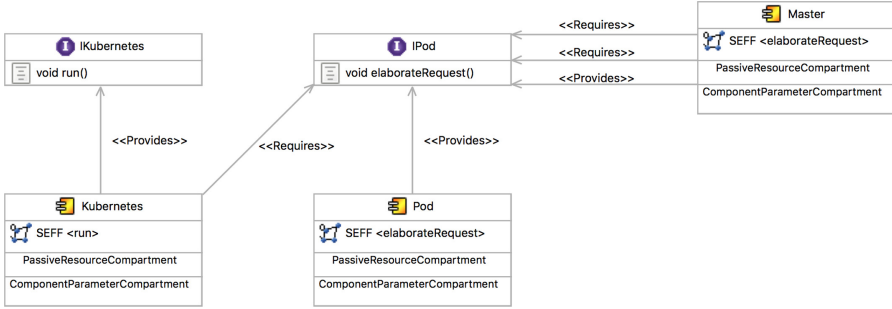 Master
<<Requires>>
SEFF <elaborateRequest>
IKubernetes
IPod
<<Requires>>
PassiveResourceCompartment
void run()
void elaborateRequest()
<<Provides>>
ComponentParameterCompartment
<<Provides>>
<<Requires>>
<<Provides>>
Kubernetes
SEFF <run>
PassiveResourceCompartment
ComponentParameterCompartment
Pod
SEFF <elaborateRequest>
PassiveResourceCompartment
ComponentParameterCompartment